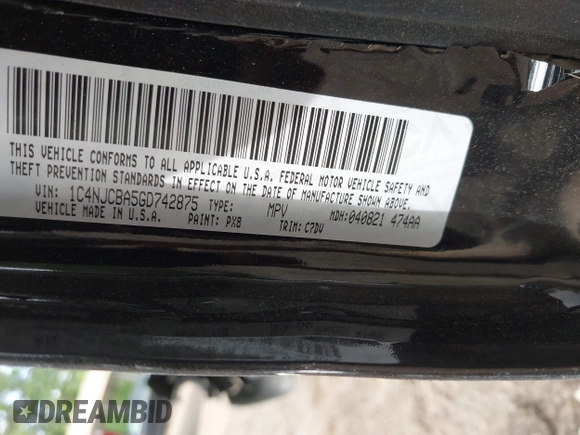 THIS VEHICLE CONFORMS TO ALL APPLICABLE U.S.A. FEDERAL MOTOR VEHICLE SAFETY AND
THEFT PREVENTION STANDARDS IN EFFECT ON THE DATE OF MANUFACTURE SHOWN ABOVE.
VIN: 1C4NJCBA5GD742875 TYPE: MPV MDH:040821 474AA
VEHICLE MADE IN U.S.A. PAINT: PX8 TRIM: C7DV
DREAMBID